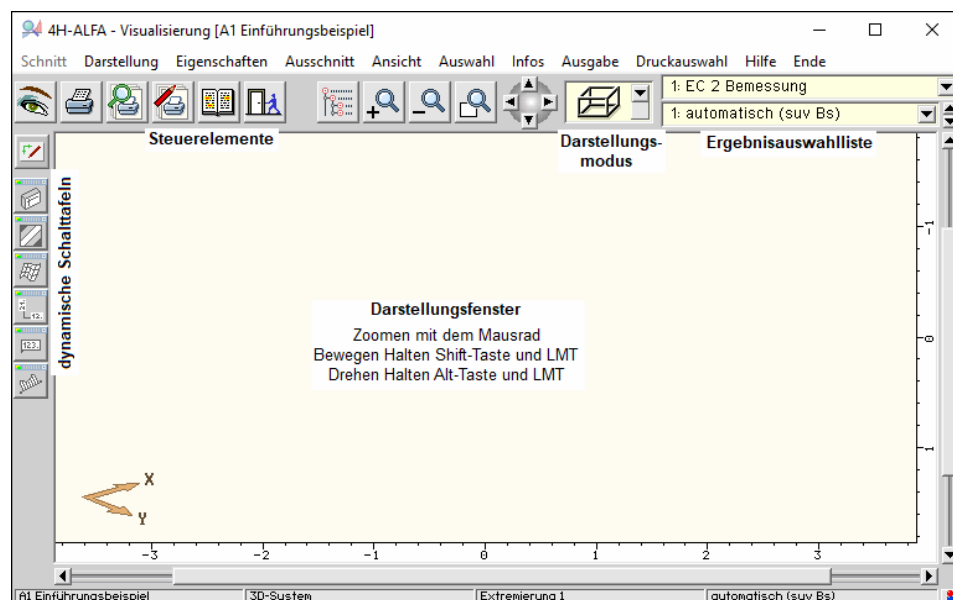 4H-ALFA - Visualisierung [A1 Einführungsbeispiel]
Schnitt Darstellung Eigenschaften Ausschnitt Ansicht Auswahl Infos Ausgabe Druckauswahl Hilfe Ende
1: EC 2 Bemessung
1: automatisch (suv Bs)
Steuerelemente
Darstellungs-
modus
Ergebnisauswahlliste
dynamische Schalttafeln
12.
123.
Darstellungsfenster
Zoomen mit dem Mausrad
Bewegen Halten Shift-Taste und LMT
Drehen Halten Alt-Taste und LMT
X
Y
-1
0
1
-3 -2 -1 0 1 2 3
A1 Einführungsbeispiel 3D-System Extremierung 1 automatisch (suv Bs)